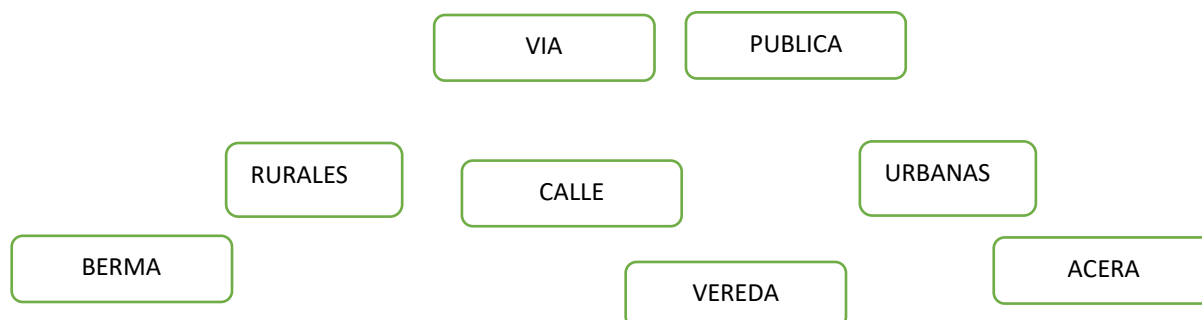 VIA
PUBLICA
RURALES
CALLE
URBANAS
BERMA
VEREDA
ACERA